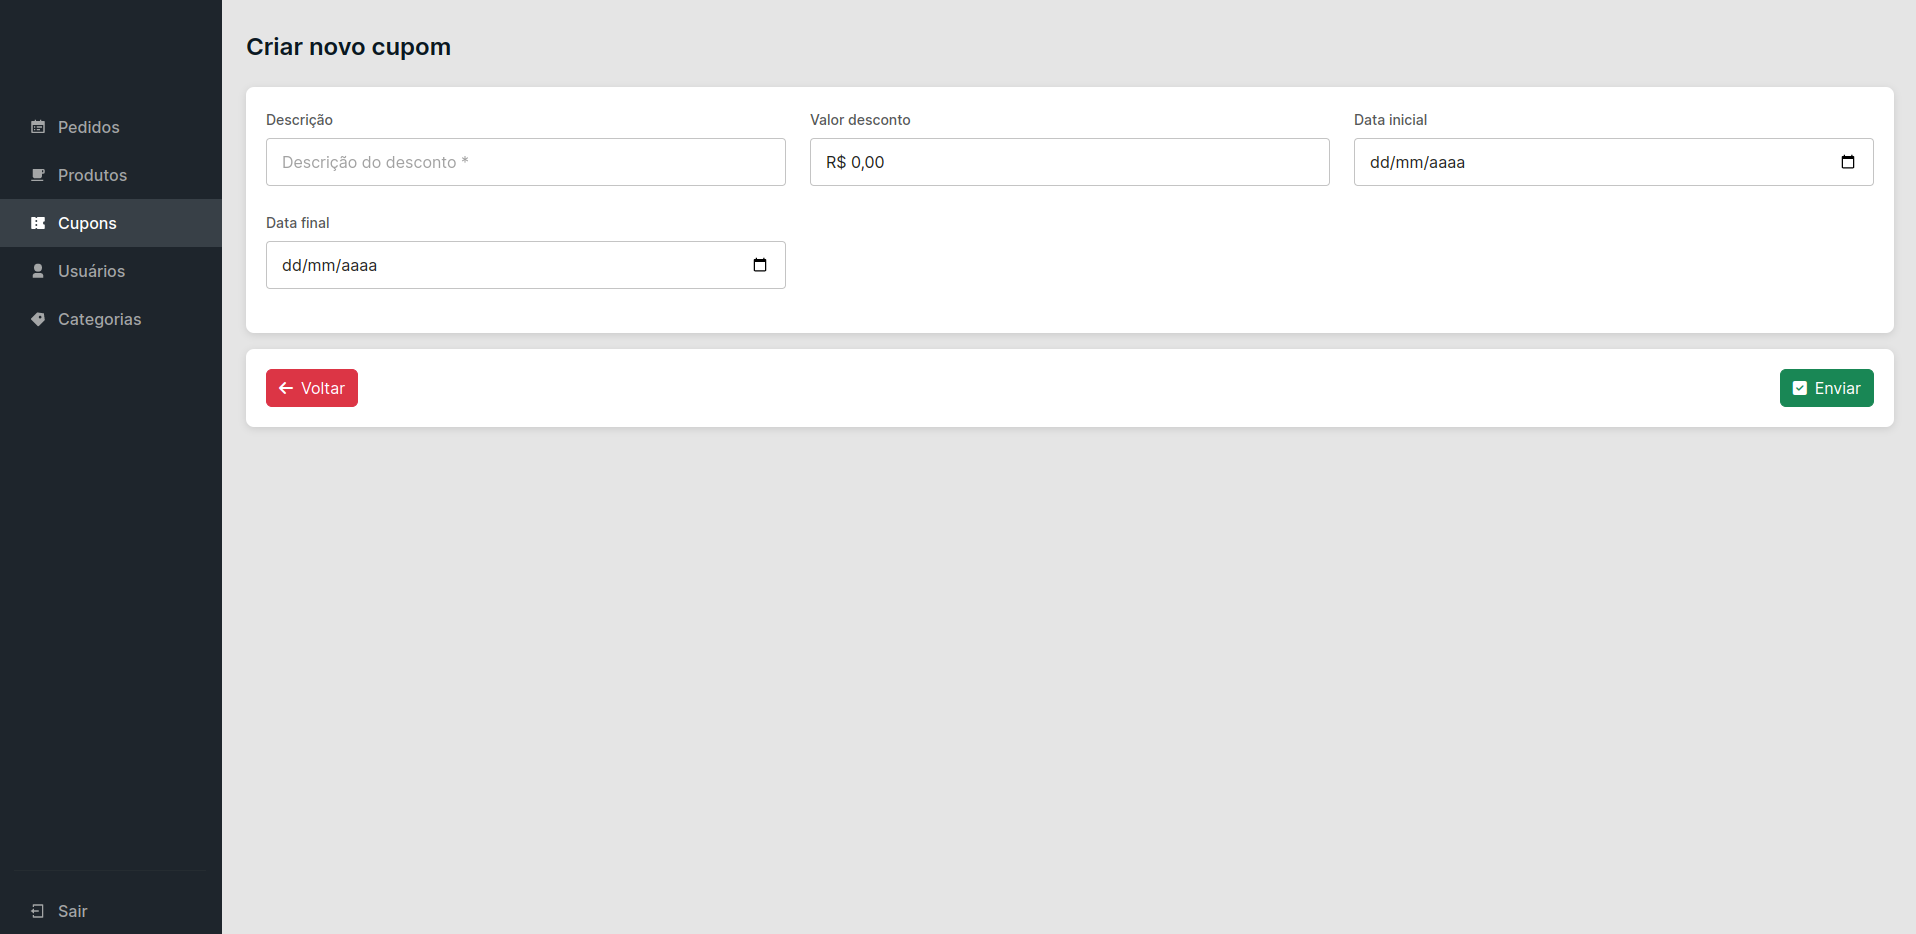 Pedidos
Produtos
Cupons
Usuários
Categorias
Sair
Criar novo cupom
Descrição
Descrição do desconto *
Valor desconto
R$ 0,00
Data inicial
dd/mm/aaaa
Data final
dd/mm/aaaa
Voltar
Enviar